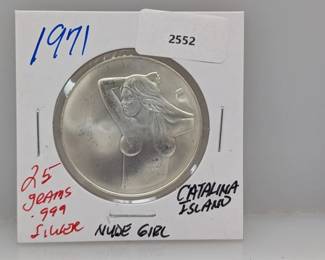 2552
1971
25
GRAMS
.999
SILVER
NUDE GIRL
CATALINA
ISLAND